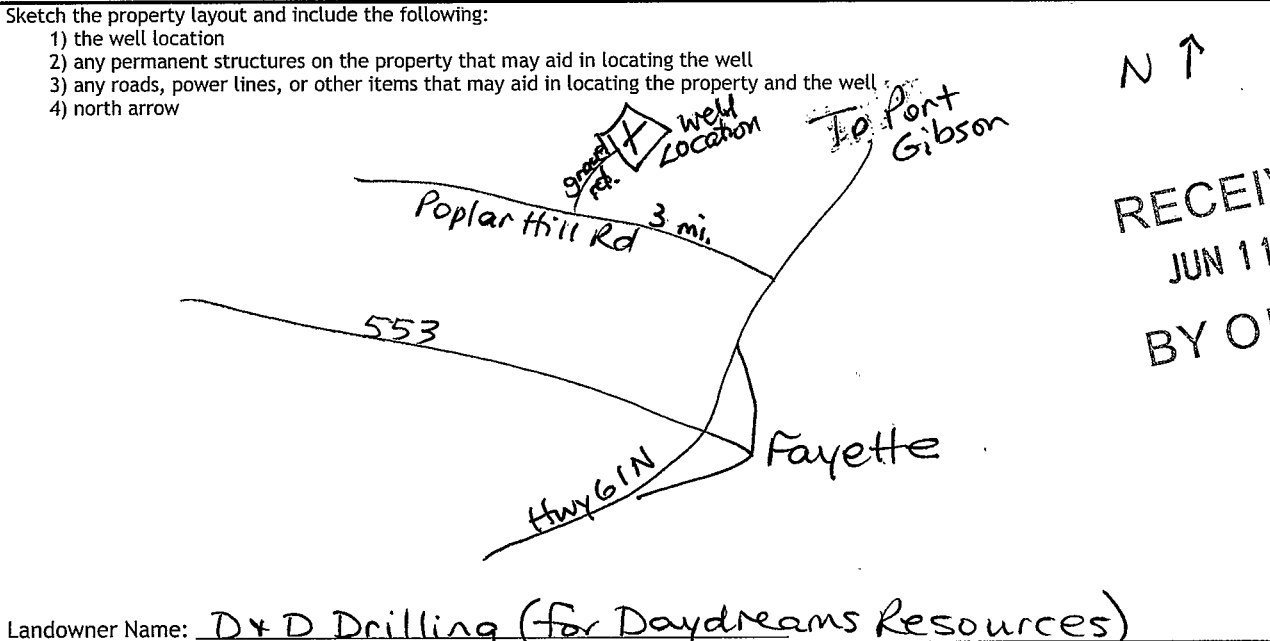 Sketch the property layout and include the following:
1) the well location
2) any permanent structures on the property that may aid in locating the well
3) any roads, power lines, or other items that may aid in locating the property and the well
4) north arrow
N ↑
To Port
Gibson
well
Location
X
gravel
rd.
Poplar Hill Rd
3 mi.
RECEI
JUN 11
BY O
553
Fayette
Hwy 61N
Landowner Name: D & D Drilling (for Daydreams Resources)